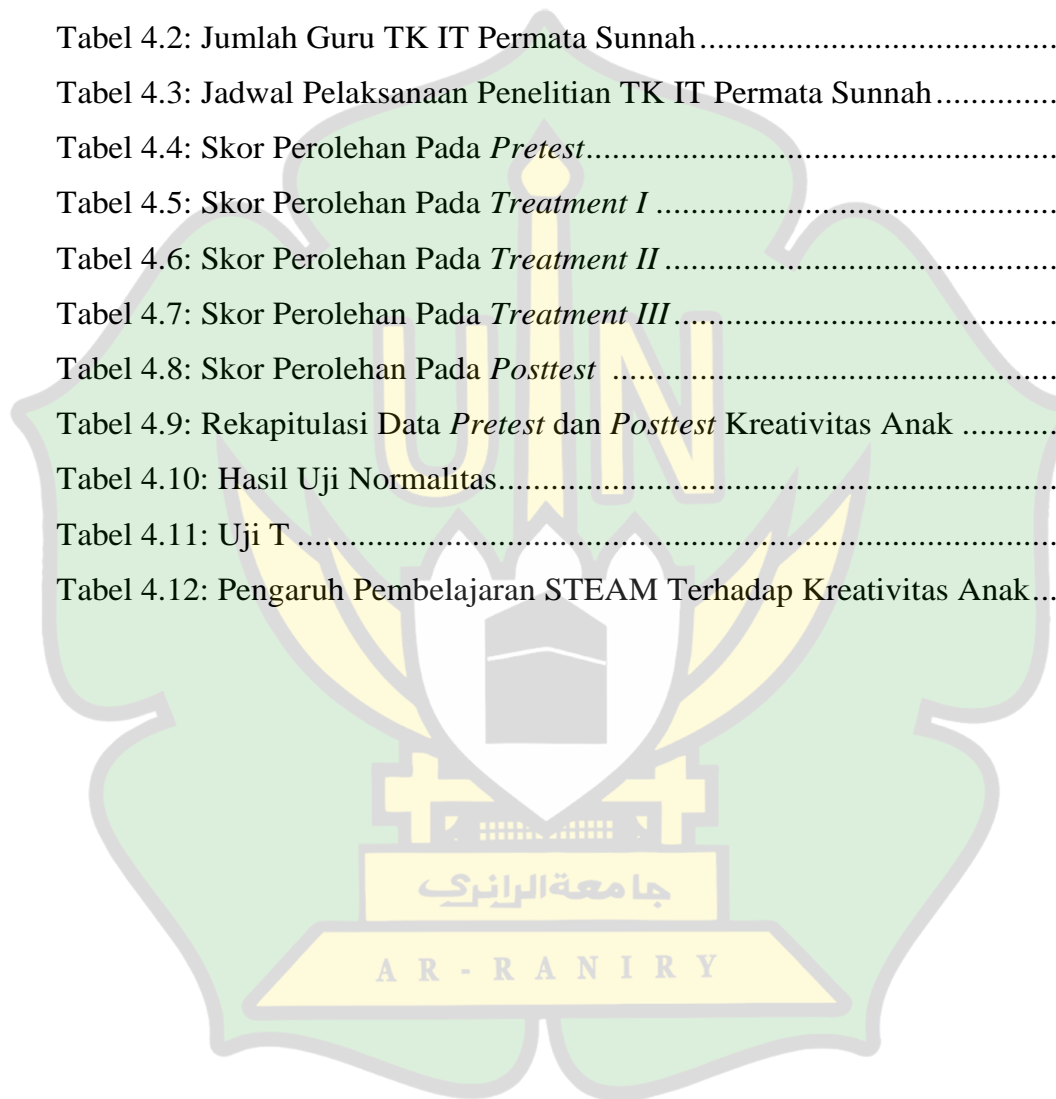 Tabel 4.2: Jumlah Guru TK IT Permata Sunnah....................................
Tabel 4.3: Jadwal Pelaksanaan Penelitian TK IT Permata Sunnah..............
Tabel 4.4: Skor Perolehan Pada Pretest....................................................
Tabel 4.5: Skor Perolehan Pada Treatment I ............................................
Tabel 4.6: Skor Perolehan Pada Treatment II ...........................................
Tabel 4.7: Skor Perolehan Pada Treatment III..........................................
Tabel 4.8: Skor Perolehan Pada Posttest .................................................
Tabel 4.9: Rekapitulasi Data Pretest dan Posttest Kreativitas Anak ...........
Tabel 4.10: Hasil Uji Normalitas..............................................................
Tabel 4.11: Uji T .....................................................................................
Tabel 4.12: Pengaruh Pembelajaran STEAM Terhadap Kreativitas Anak...
UIN
جامعةالرانري
AR-RANIRY